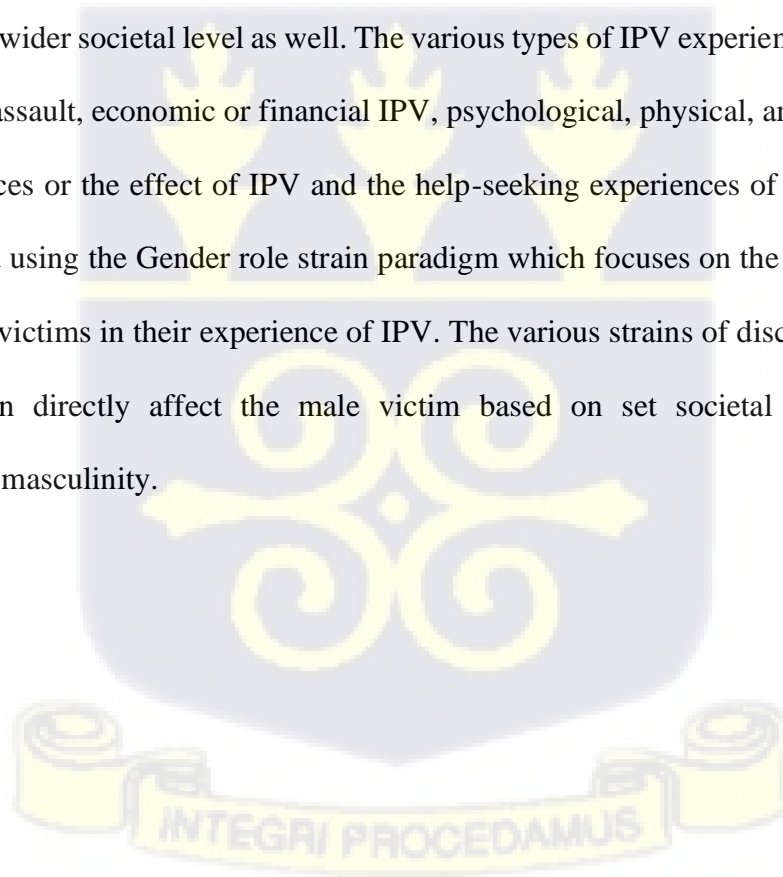 wider societal level as well. The various types of IPV experien
assault, economic or financial IPV, psychological, physical, an
ces or the effect of IPV and the help-seeking experiences of
using the Gender role strain paradigm which focuses on the
victims in their experience of IPV. The various strains of disc
n directly affect the male victim based on set societal
masculinity.
INTEGRI PROCEDAMUS